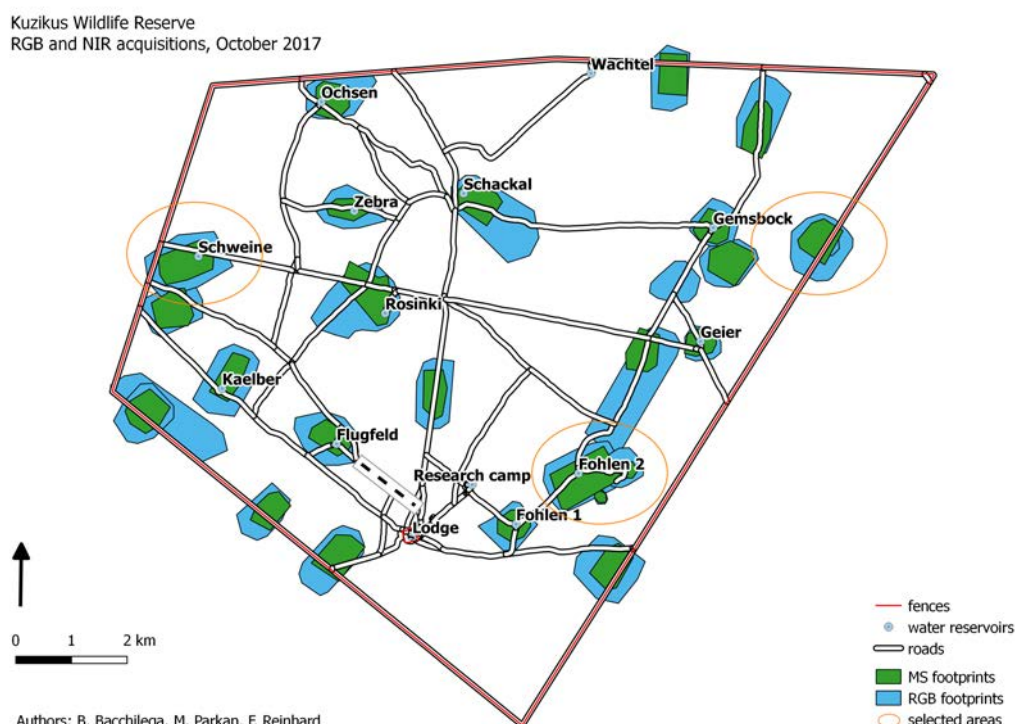 Kuzikus Wildlife Reserve
RGB and NIR acquisitions, October 2017
Wachtel
Ochsen
Schackal
Zebra
Gemsbock
Schweine
Rosinki
Geier
Kaelber
Flugfeld
Fohlen 2
Research camp
Fohlen 1
Lodge
0 1 2 km
fences
water reservoirs
roads
MS footprints
RGB footprints
selected areas
Authors: B. Bacchilega, M. Parkan, F. Reinhard